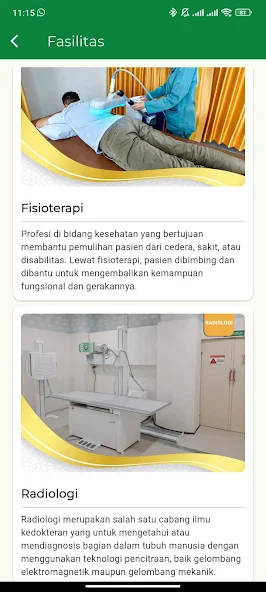 11:15
81
Fasilitas
Fisioterapi
Profesi di bidang kesehatan yang bertujuan
membantu pemulihan pasien dari cedera, sakit, atau
disabilitas. Lewat fisioterapi, pasien dibimbing dan
dibantu untuk mengembalikan kemampuan
fungsional dan gerakannya.
RADIOLOGI
Radiologi
Radiologi merupakan salah satu cabang ilmu
kedokteran yang untuk mengetahui atau
mendiagnosis bagian dalam tubuh manusia dengan
menggunakan teknologi pencitraan, baik gelombang
elektromagnetik maupun gelombang mekanik.